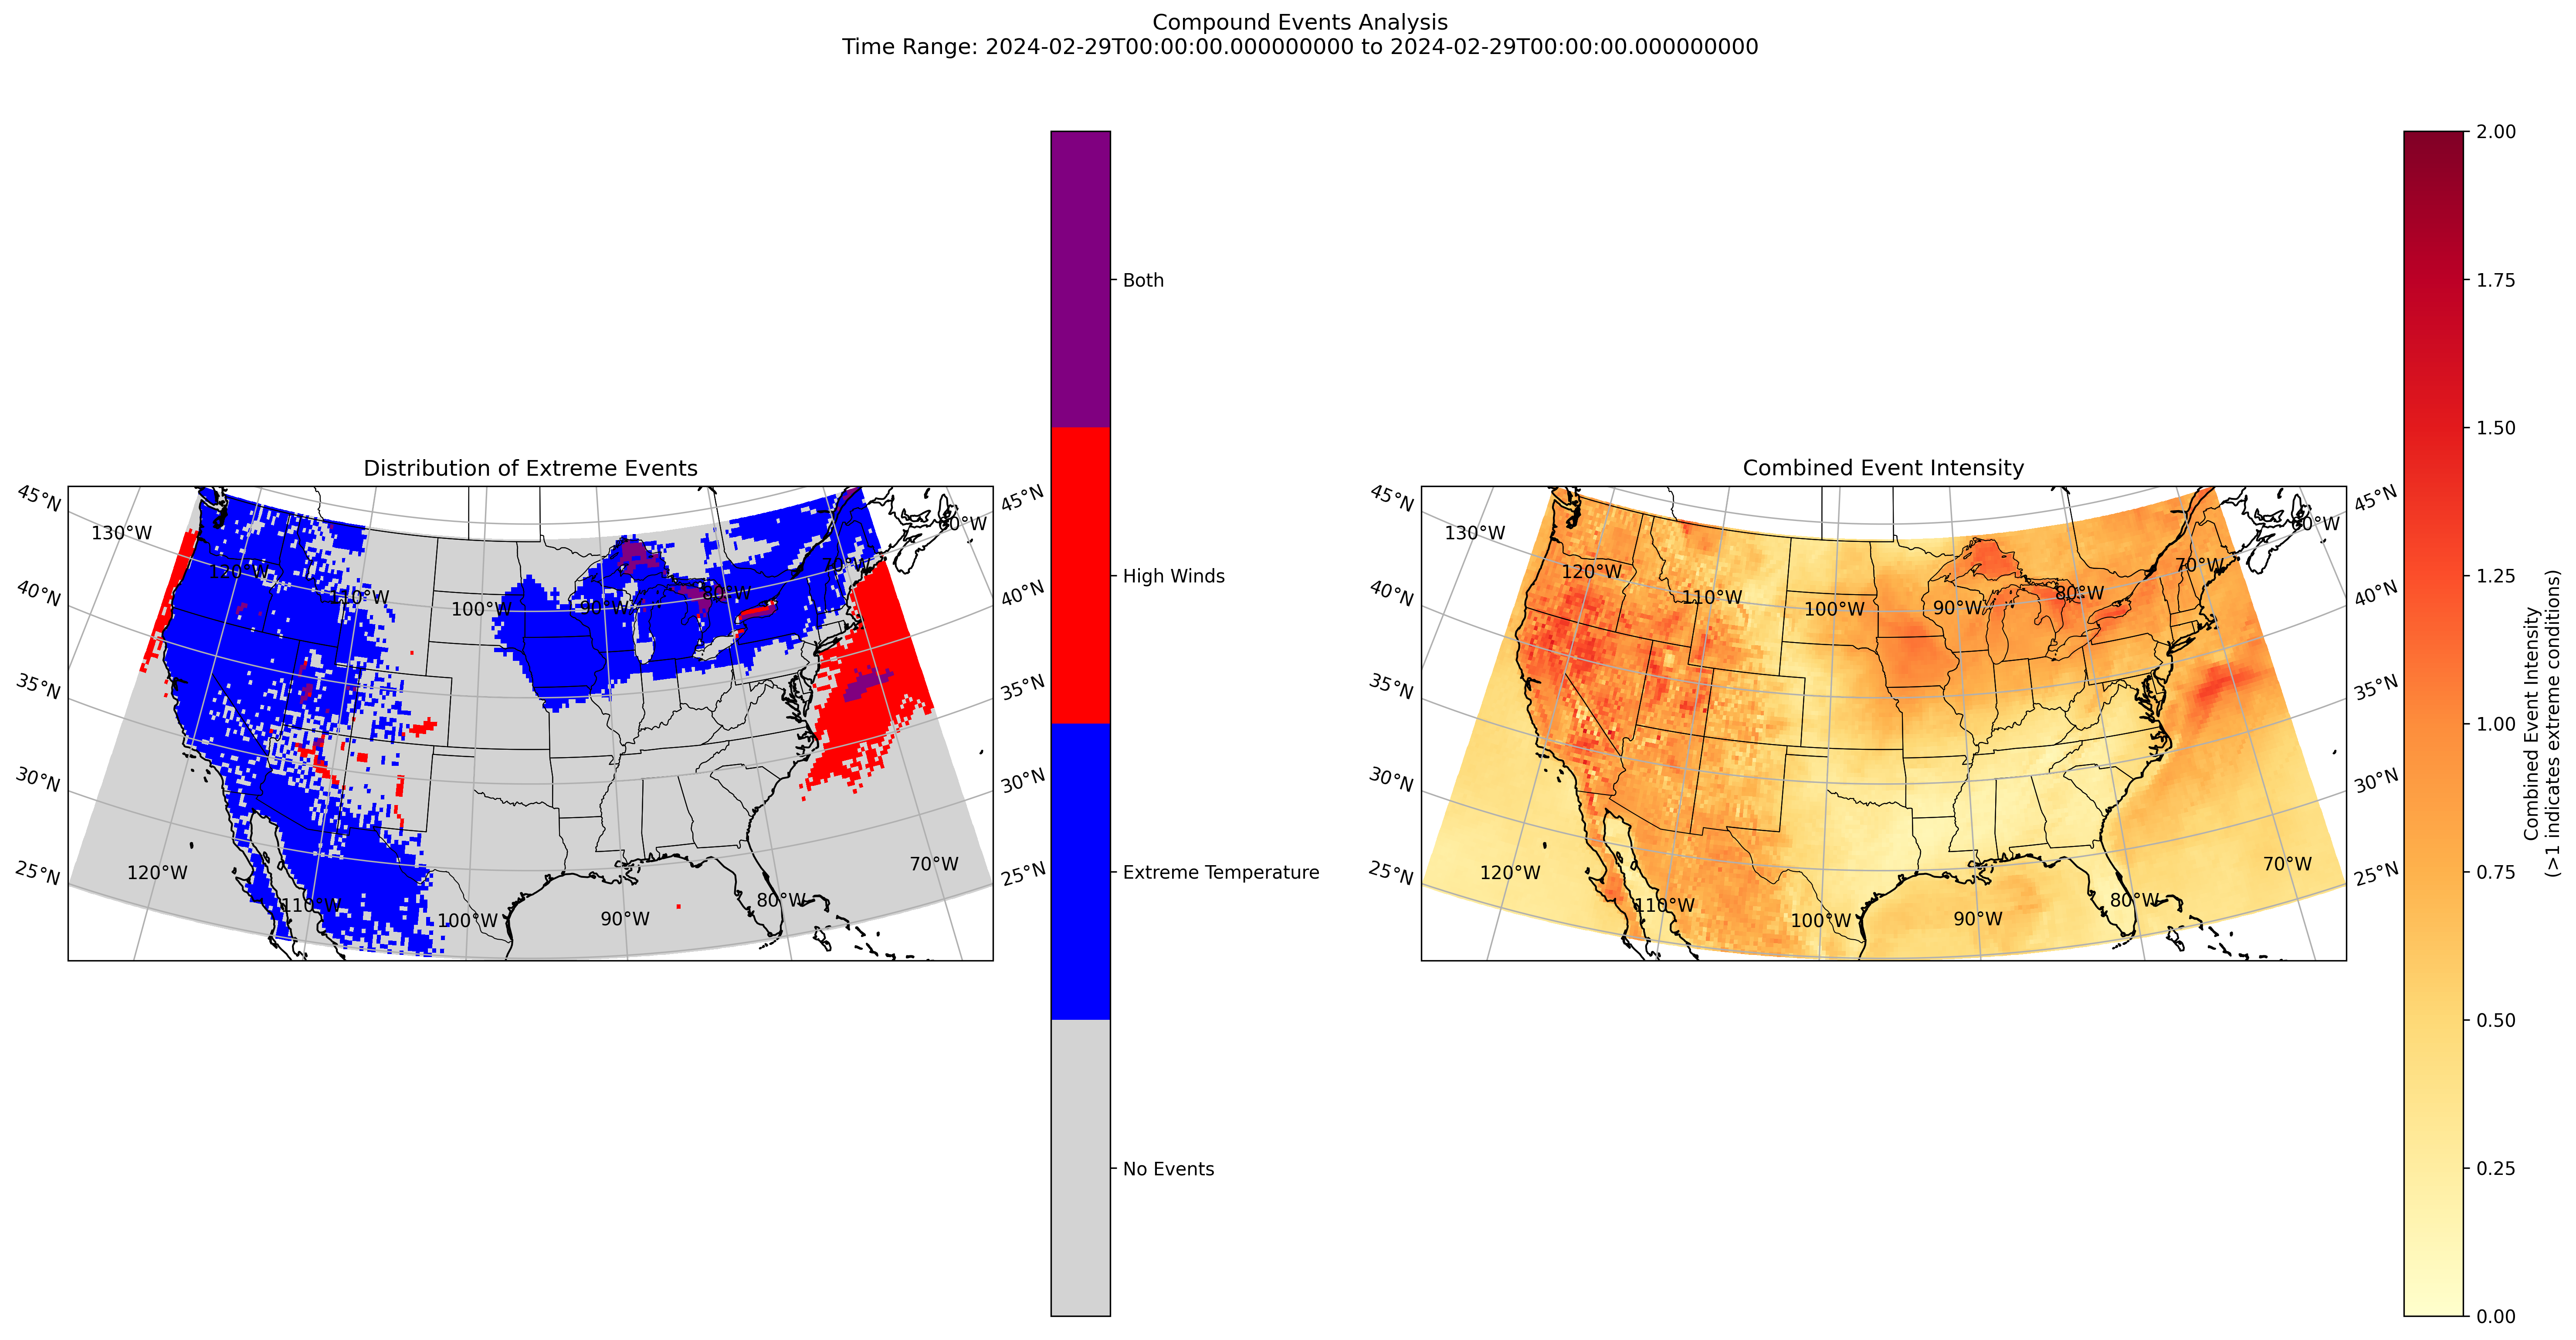 Compound Events Analysis
Time Range: 2024-02-29T00:00:00.000000000 to 2024-02-29T00:00:00.000000000
Distribution of Extreme Events
45°N
40°N
35°N
30°N
25°N
130°W
120°W
110°W
100°W
90°W
80°W
70°W
60°W
120°W
110°W
100°W
90°W
80°W
70°W
45°N
40°N
35°N
30°N
25°N
Both
High Winds
Extreme Temperature
No Events
Combined Event Intensity
45°N
40°N
35°N
30°N
25°N
130°W
120°W
110°W
100°W
90°W
80°W
70°W
60°W
120°W
110°W
100°W
90°W
80°W
70°W
45°N
40°N
35°N
30°N
25°N
2.00
1.75
1.50
1.25
1.00
0.75
0.50
0.25
0.00
Combined Event Intensity
(>1 indicates extreme conditions)